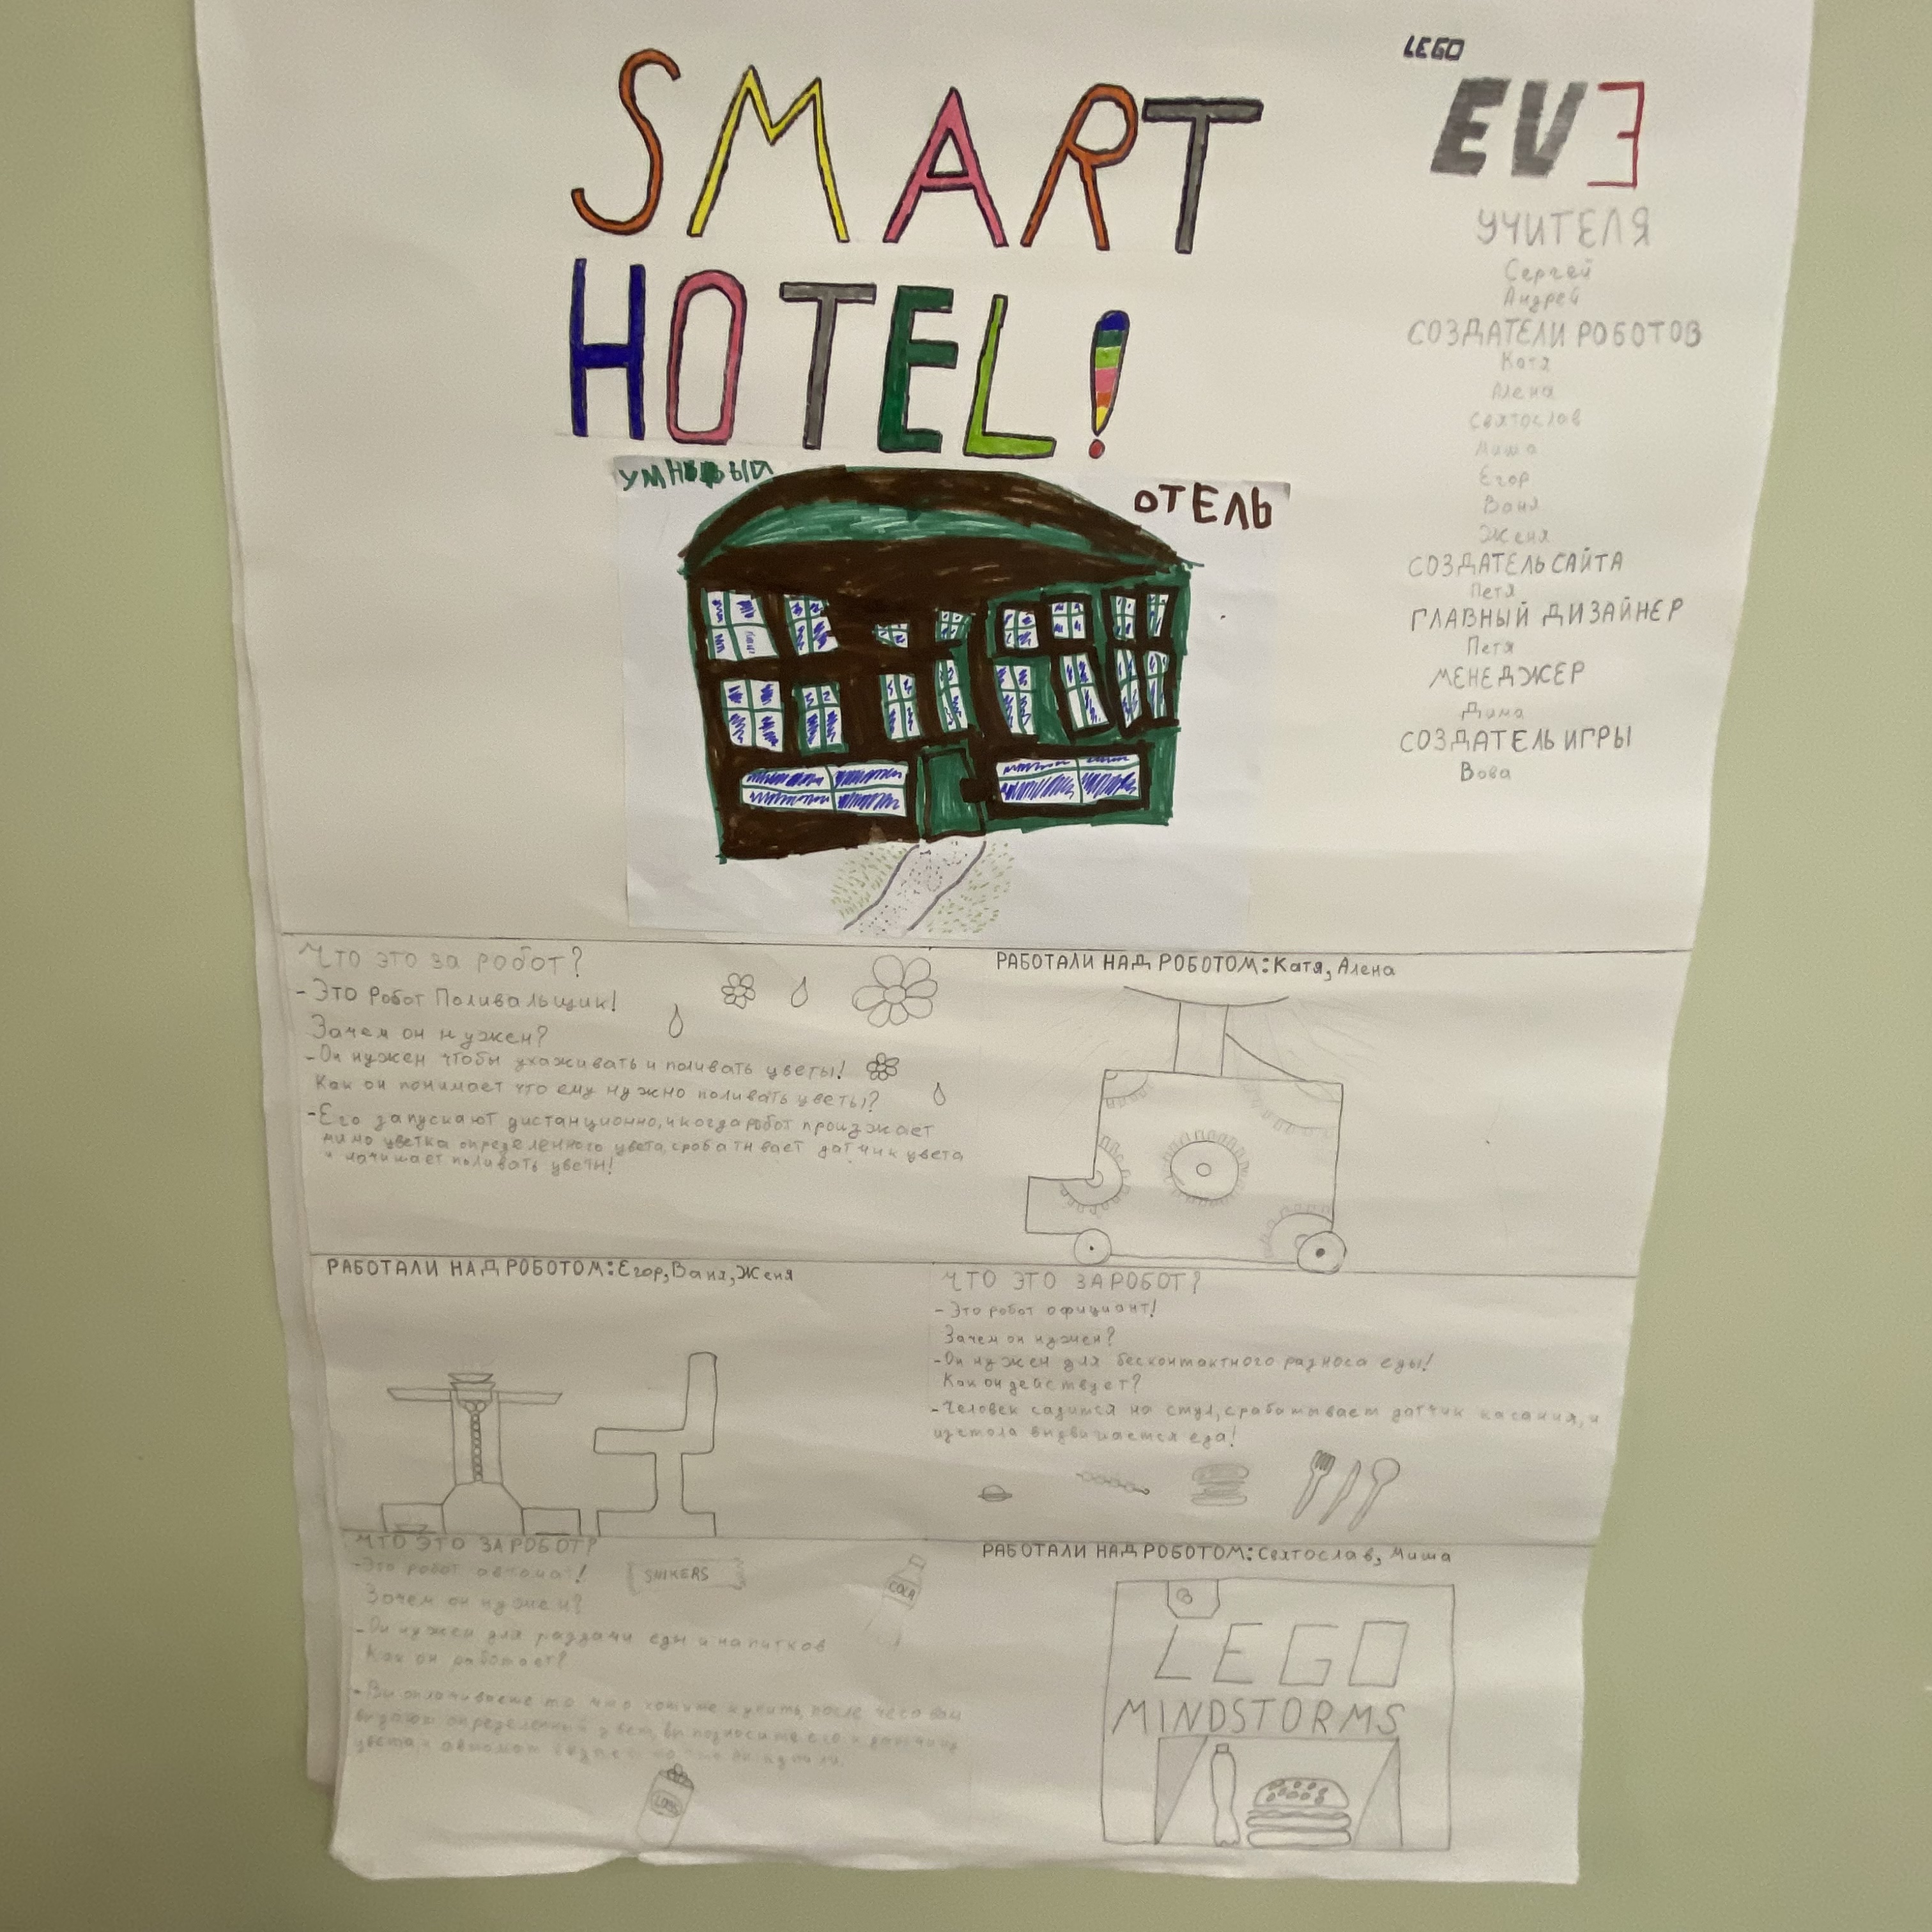 SMART
HOTEL!
УМНЫЙ
ОТЕЛЬ
LEGO
EV3
УЧИТЕЛЯ
Сергей
Андрей
СОЗДАТЕЛИ РОБОТОВ
Катя
Алена
Святослав
Миша
Егор
Ваня
Женя
СОЗДАТЕЛЬ САЙТА
Петя
ГЛАВНЫЙ ДИЗАЙНЕР
Петя
МЕНЕДЖЕР
Дима
СОЗДАТЕЛЬ ИГРЫ
Вова
Что это за робот?
- Это Робот Поливальщик!
Зачем он нужен?
- Он нужен чтобы ухаживать и поливать цветы!
Как он понимает что ему нужно поливать цветы?
- Его запускают дистанционно, и когда робот произжает
мимо цветка определенного цвета, срабатывает датчик цвета
и начинает поливать цветы!
РАБОТАЛИ НАД РОБОТОМ: Катя, Алена
РАБОТАЛИ НАД РОБОТОМ: Егор, Ваня, Женя
ЧТО ЭТО ЗА РОБОТ?
- Это робот официант!
Зачем он нужен?
- Он нужен для бесконтактного разноса еды!
Как он действует?
- Человек садится на стул, срабатывает датчик касания, и
из стола выдвигается еда!
ЧТО ЭТО ЗА РОБОТ?
- Это робот автомат!
SNIKERS
COLA
Зачем он нужен?
- Он нужен для раздачи еды и напитков
Как он работает?
- Вы оплачиваете то что хотите купить, после чего вам
выдают определенный цвет, вы подносите его к датчику
цвета, и автомат
РАБОТАЛИ НАД РОБОТОМ: Святослав, Миша
LEGO
MINDSTORMS